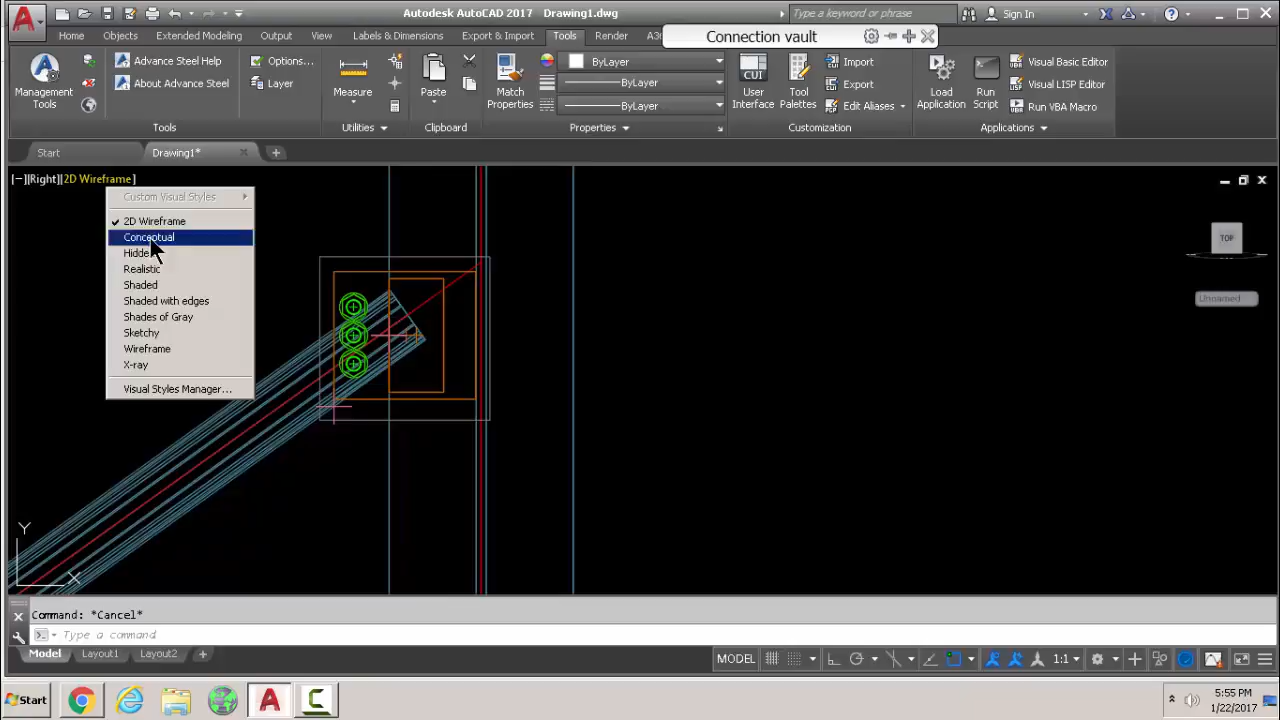 Autodesk AutoCAD 2017 Drawing1.dwg
Type a keyword or phrase
Sign In
Home Objects Extended Modeling Output View Labels & Dimensions Export & Import Tools Render
Connection vault
Management Tools
Advance Steel Help
About Advance Steel
Options...
Layer
Measure
Paste
Match Properties
ByLayer
ByLayer
ByLayer
User Interface
CUI
Tool Palettes
Import
Export
Edit Aliases
Load Application
Run Script
Visual Basic Editor
Visual LISP Editor
Run VBA Macro
Tools Utilities Clipboard Properties Customization Applications
Start Drawing1*
[−][Right][2D Wireframe]
Custom Visual Styles
2D Wireframe
Conceptual
Hidde
Realistic
Shaded
Shaded with edges
Shades of Gray
Sketchy
Wireframe
X-ray
Visual Styles Manager...
TOP
Unnamed
Y
X
Command: *Cancel*
Type a command
Model Layout1 Layout2
MODEL 1:1
Start
5:55 PM
1/22/2017